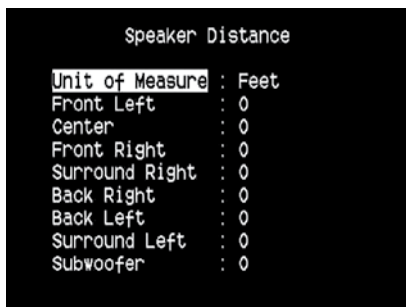 Speaker Distance
Unit of Measure : Feet
Front Left : 0
Center : 0
Front Right : 0
Surround Right : 0
Back Right : 0
Back Left : 0
Surround Left : 0
Subwoofer : 0